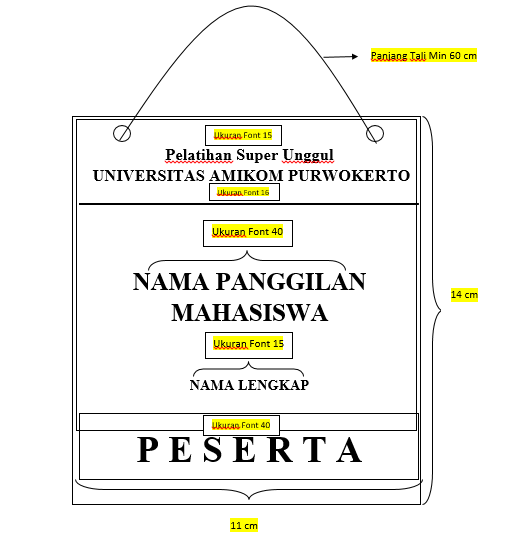 Panjang Tali Min 60 cm
Ukuran Font 15
Pelatihan Super Unggul
UNIVERSITAS AMIKOM PURWOKERTO
Ukuran Font 16
Ukuran Font 40
NAMA PANGGILAN
MAHASISWA
14 cm
Ukuran Font 15
NAMA LENGKAP
Ukuran Font 40
P E S E R T A
11 cm